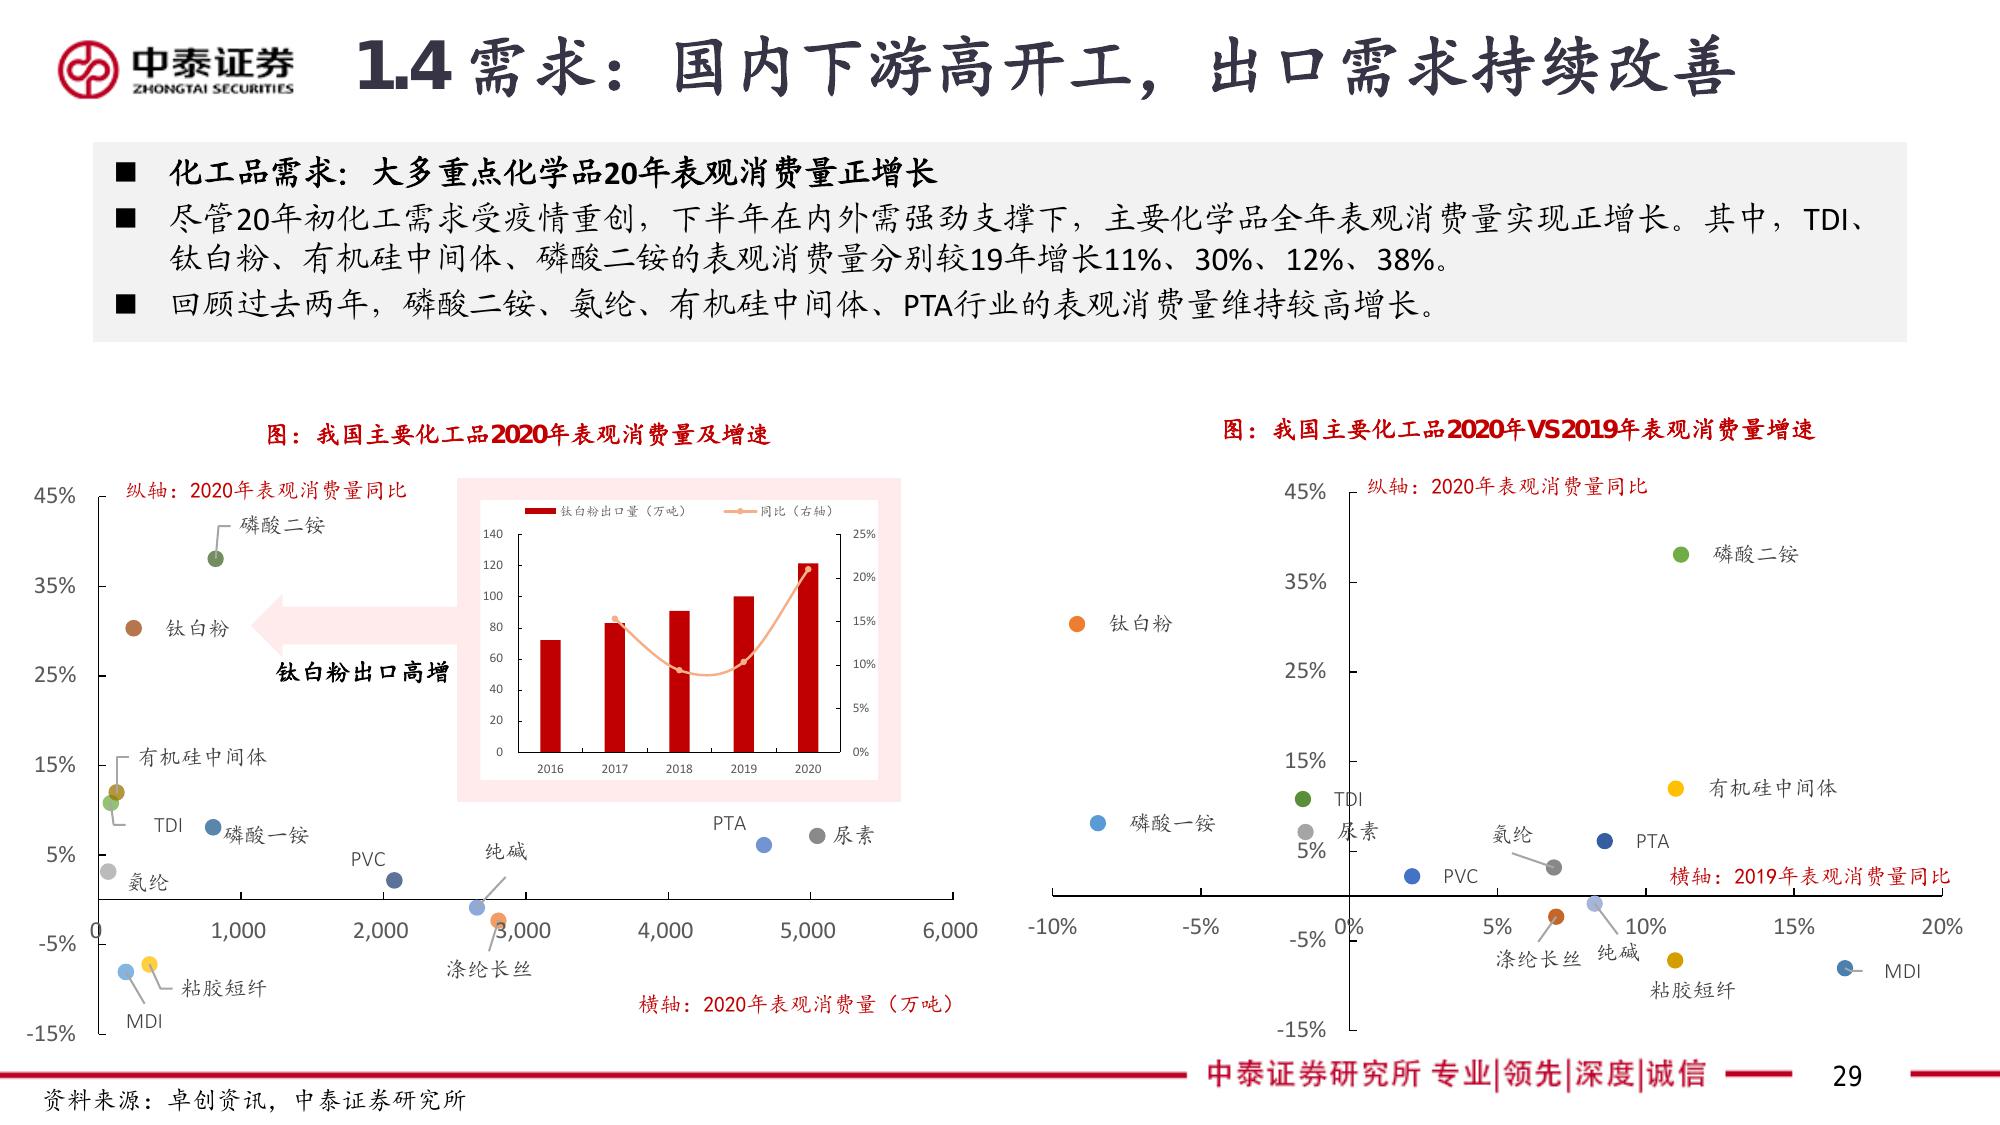 中泰证券
ZHONGTAI SECURITIES
1.4 需求：国内下游高开工，出口需求持续改善
■ 化工品需求：大多重点化学品20年表观消费量正增长
■ 尽管20年初化工需求受疫情重创，下半年在内外需强劲支撑下，主要化学品全年表观消费量实现正增长。其中，TDI、
钛白粉、有机硅中间体、磷酸二铵的表观消费量分别较19年增长11%、30%、12%、38%。
■ 回顾过去两年，磷酸二铵、氨纶、有机硅中间体、PTA行业的表观消费量维持较高增长。
图：我国主要化工品2020年表观消费量及增速
纵轴：2020年表观消费量同比
45%
35%
25%
15%
5%
-5%
-15%
0
1,000
2,000
3,000
4,000
5,000
6,000
磷酸二铵
钛白粉
钛白粉出口高增
有机硅中间体
TDI
磷酸一铵
氨纶
PVC
纯碱
PTA
尿素
涤纶长丝
粘胶短纤
MDI
横轴：2020年表观消费量（万吨）
钛白粉出口量（万吨）
同比（右轴）
140
120
100
80
60
40
20
0
25%
20%
15%
10%
5%
0%
2016
2017
2018
2019
2020
图：我国主要化工品2020年VS2019年表观消费量增速
纵轴：2020年表观消费量同比
45%
35%
25%
15%
5%
-5%
-15%
-10%
-5%
0%
5%
10%
15%
20%
磷酸二铵
钛白粉
有机硅中间体
TDI
磷酸一铵
尿素
氨纶
PTA
PVC
横轴：2019年表观消费量同比
涤纶长丝
纯碱
粘胶短纤
MDI
中泰证券研究所 专业|领先|深度|诚信
29
资料来源：卓创资讯，中泰证券研究所